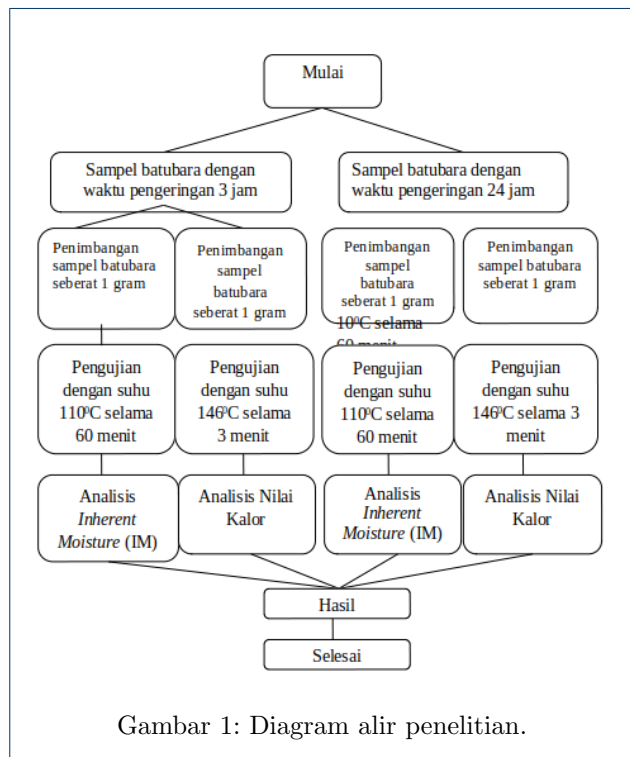 Mulai
Sampel batubara dengan
waktu pengeringan 3 jam
Sampel batubara dengan
waktu pengeringan 24 jam
Penimbangan
sampel batubara
seberat 1 gram
Penimbangan
sampel
batubara
seberat 1 gram
Penimbangan
sampel
batubara
seberat 1 gram
10⁰C selama
60 menit
Penimbangan
sampel batubara
seberat 1 gram
Pengujian
dengan suhu
110⁰C selama
60 menit
Pengujian
dengan suhu
146⁰C selama
3 menit
Pengujian
dengan suhu
110⁰C selama
60 menit
Pengujian
dengan suhu
146⁰C selama 3
menit
Analisis
Inherent
Moisture (IM)
Analisis Nilai
Kalor
Analisis
Inherent
Moisture (IM)
Analisis Nilai
Kalor
Hasil
Selesai
Gambar 1: Diagram alir penelitian.